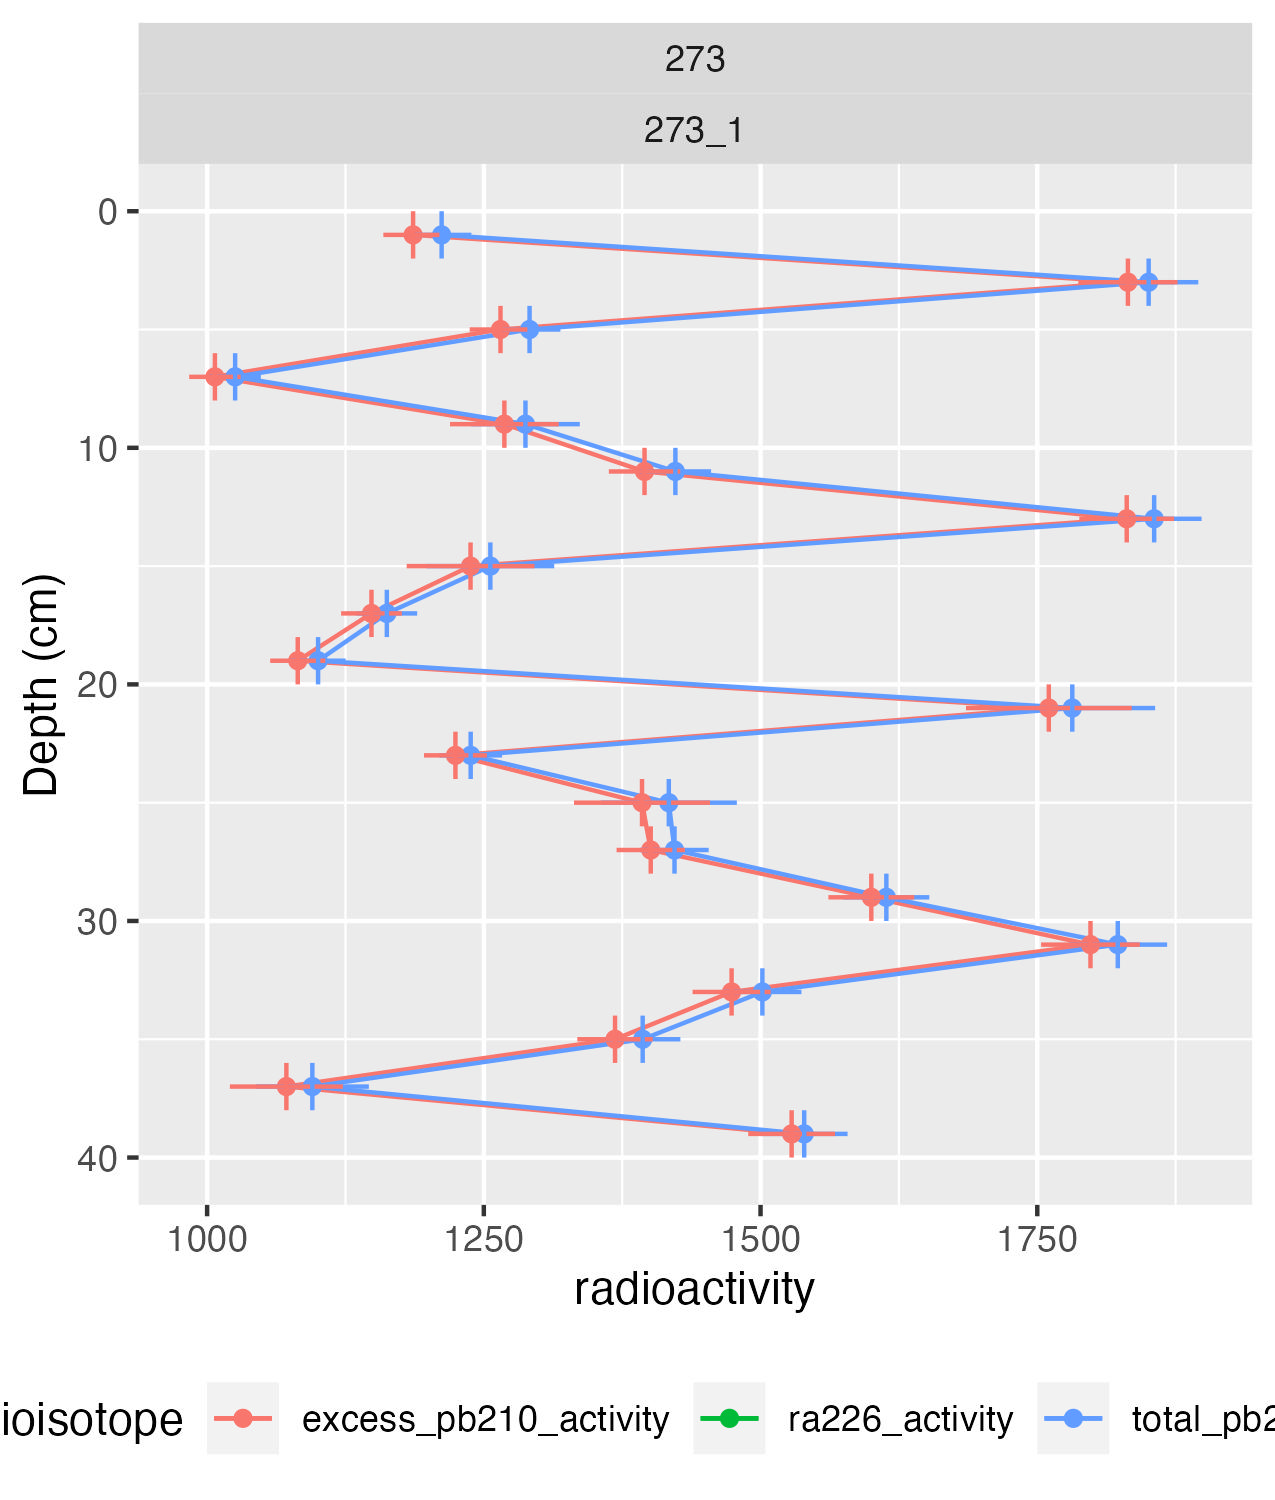 273
273_1
0
10
20
30
40
Depth (cm)
1000 1250 1500 1750
radioactivity
ioisotope excess_pb210_activity ra226_activity total_pb2